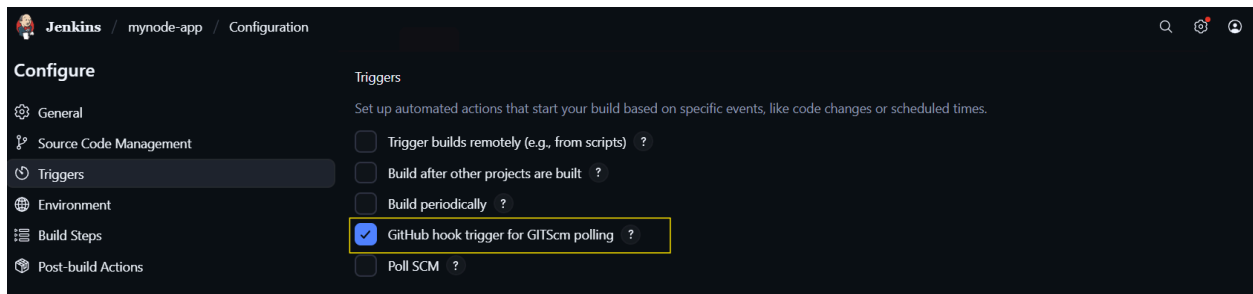 Jenkins / mynode-app / Configuration
Configure
General
Source Code Management
Triggers
Environment
Build Steps
Post-build Actions
Triggers
Set up automated actions that start your build based on specific events, like code changes or scheduled times.
Trigger builds remotely (e.g., from scripts) ?
Build after other projects are built ?
Build periodically ?
GitHub hook trigger for GITScm polling ?
Poll SCM ?